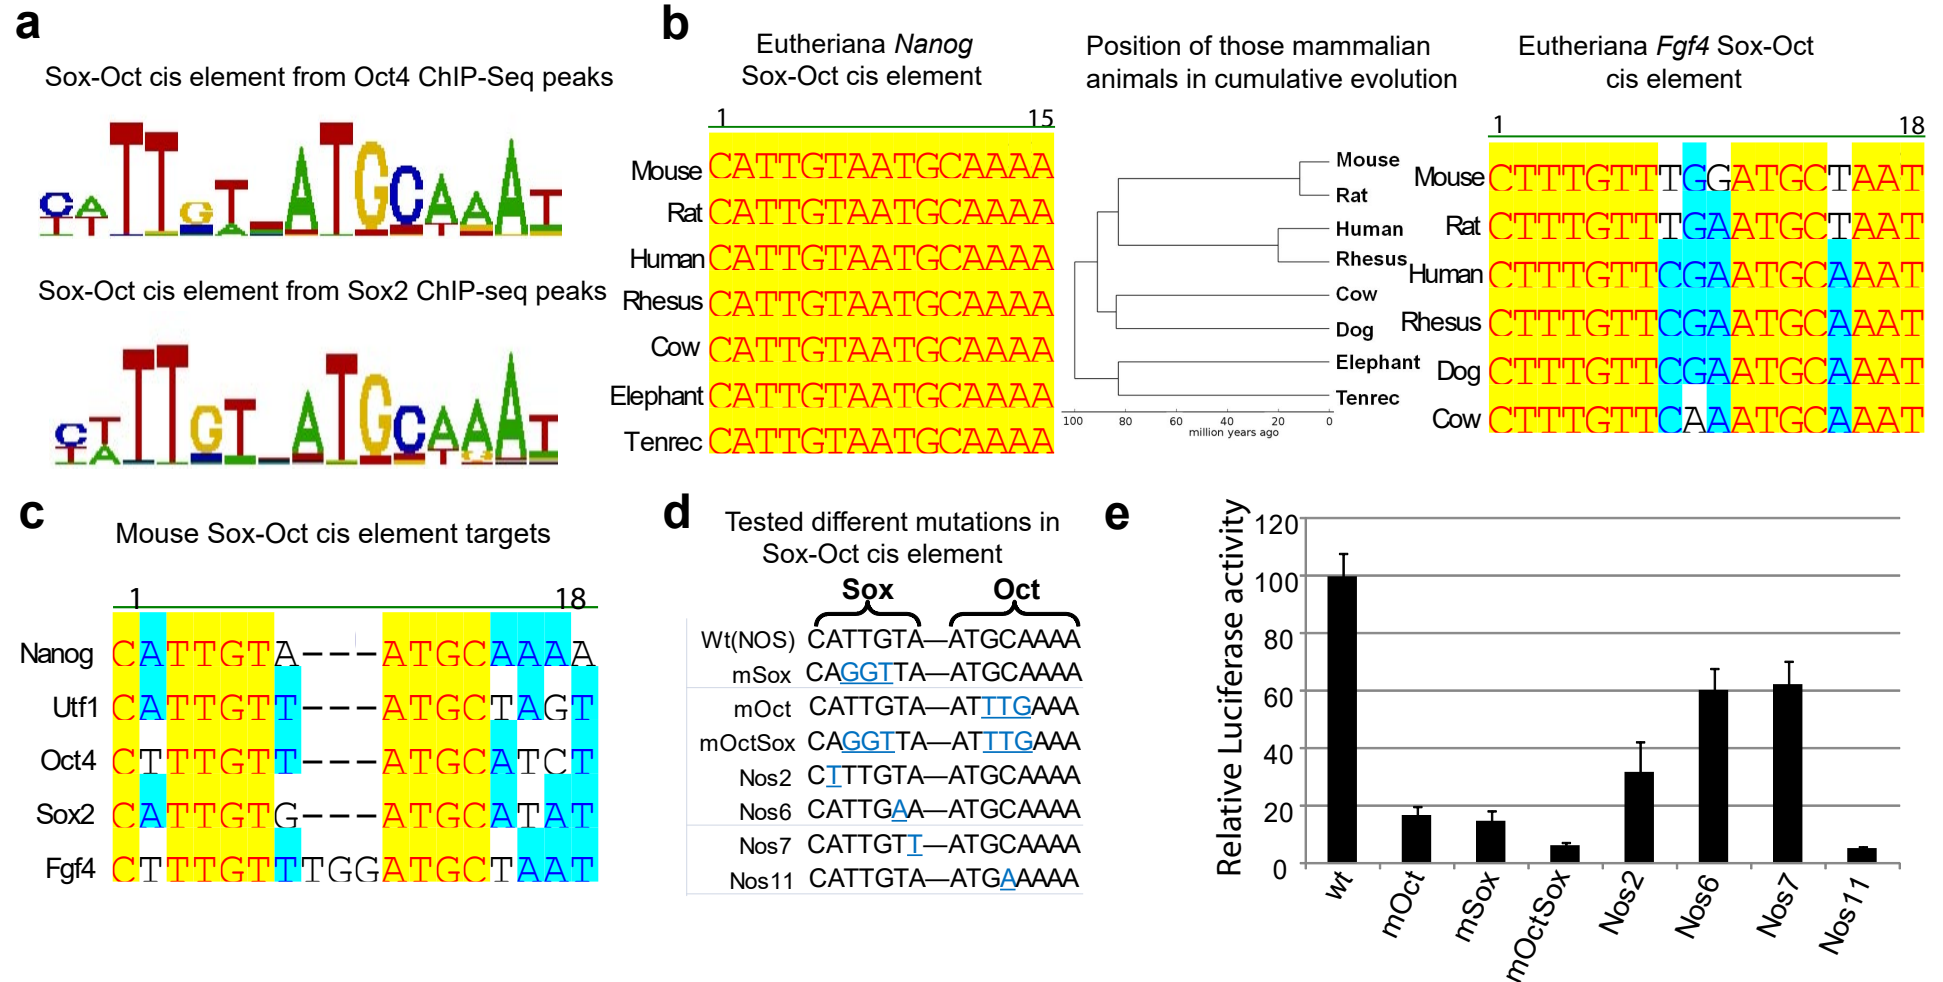 a
Sox-Oct cis element from Oct4 ChIP-Seq peaks
Sox-Oct cis element from Sox2 ChIP-seq peaks
b
Eutheriana Nanog
Sox-Oct cis element
1 15
Mouse CATTGTAATGCAAAA
Rat CATTGTAATGCAAAA
Human CATTGTAATGCAAAA
Rhesus CATTGTAATGCAAAA
Cow CATTGTAATGCAAAA
Elephant CATTGTAATGCAAAA
Tenrec CATTGTAATGCAAAA
Position of those mammalian
animals in cumulative evolution
Mouse
Rat
Human
Rhesus
Cow
Dog
Elephant
Tenrec
100 80 60 40 20 0
million years ago
Eutheriana Fgf4 Sox-Oct
cis element
1 18
Mouse CTTTGTTTGGATGCTAAT
Rat CTTTGTTTGAATGCTAAT
Human CTTTGTTCGAATGCAAAT
Rhesus CTTTGTTCGAATGCAAAT
Dog CTTTGTTCGAATGCAAAT
Cow CTTTGTTCAAATGCAAAT
c
Mouse Sox-Oct cis element targets
1 18
Nanog CATTGTA---ATGCAAAA
Utf1 CATTGTT---ATGCTAGT
Oct4 CTTTGTT---ATGCATCT
Sox2 CATTGTG---ATGCATAT
Fgf4 CTTTGTTTGGATGCTAAT
d
Tested different mutations in
Sox-Oct cis element
Sox Oct
Wt(NOS) CATTGTA—ATGCAAAA
mSox CAGGTTA—ATGCAAAA
mOct CATTGTA—ATTTGAAA
mOctSox CAGGTTA—ATTTGAAA
Nos2 CTTTGTA—ATGCAAAA
Nos6 CATTGAA—ATGCAAAA
Nos7 CATTGTT—ATGCAAAA
Nos11 CATTGTA—ATGAAAAA
e
Relative Luciferase activity
120
100
80
60
40
20
0
wt
mOct
mSox
mOctSox
Nos2
Nos6
Nos7
Nos11